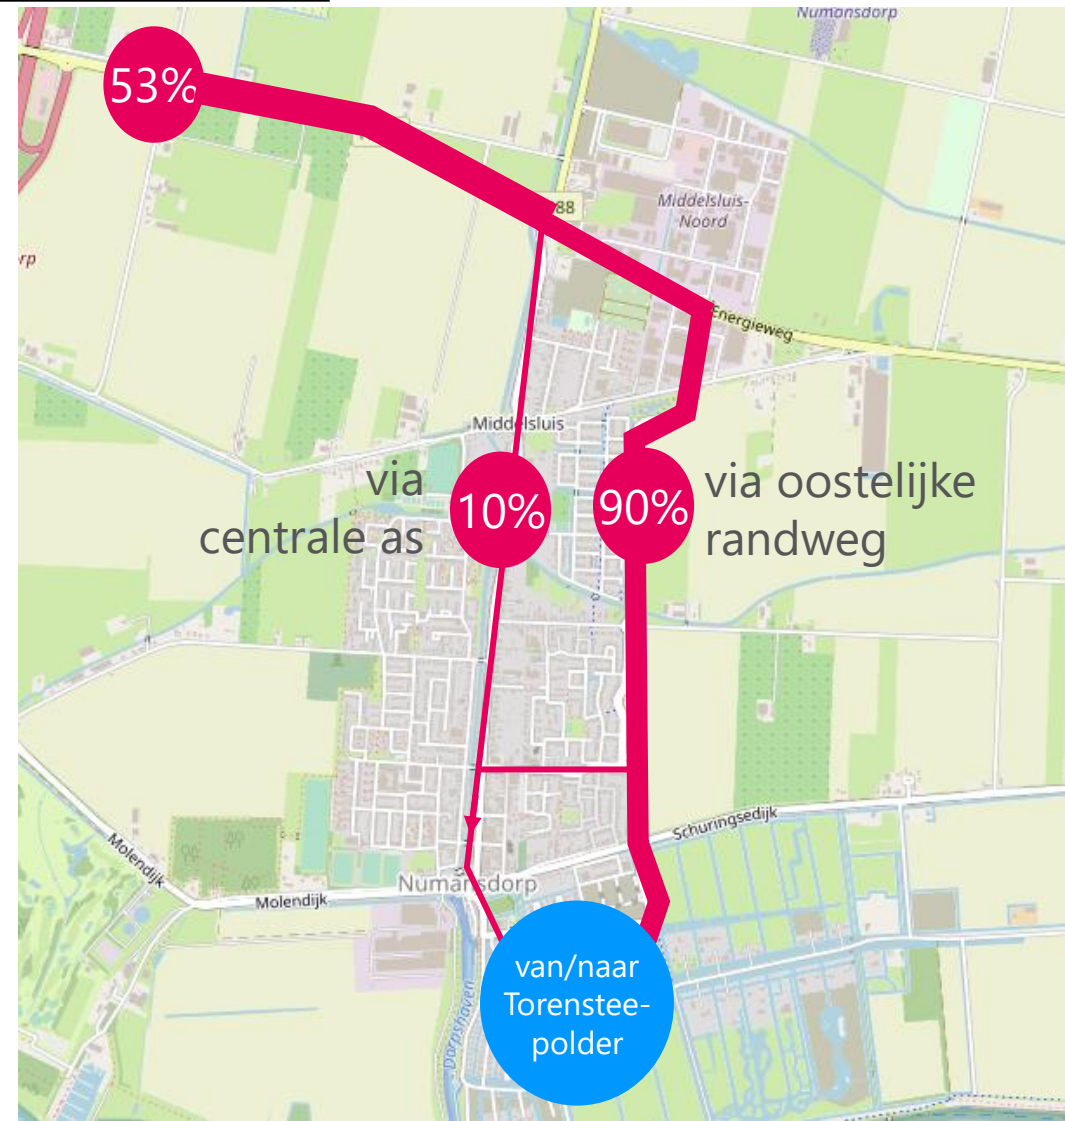 Numansdorp
53%
88
Middelsluis-
Noord
rp
Energieweg
Middelsluis
via
centrale as
10%
90%
via oostelijke
randweg
Schuringsedijk
Molendijk
Numansdorp
Molendijk
van/naar
Torenstee-
polder
Dorpshaven